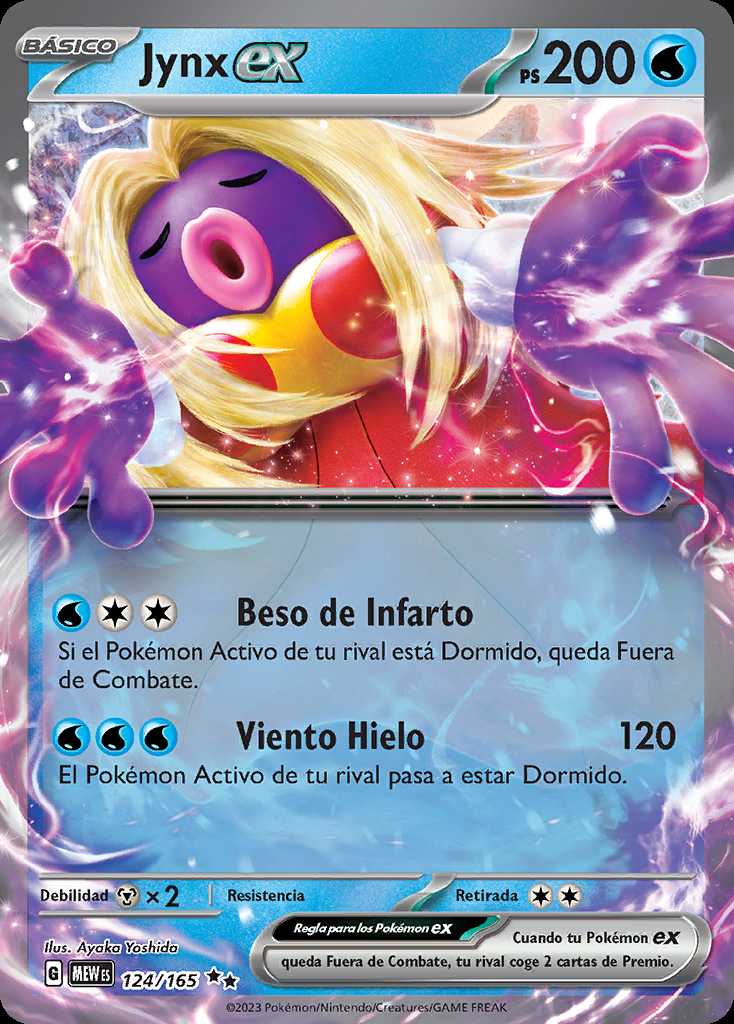 BÁSICO
Jynx ex
PS 200
Beso de Infarto
Si el Pokémon Activo de tu rival está Dormido, queda Fuera
de Combate.
Viento Hielo 120
El Pokémon Activo de tu rival pasa a estar Dormido.
Debilidad ×2 Resistencia Retirada
Ilus. Ayaka Yoshida
Regla para los Pokémon ex
Cuando tu Pokémon ex
queda Fuera de Combate, tu rival coge 2 cartas de Premio.
G MEW ES 124/165
©2023 Pokémon/Nintendo/Creatures/GAME FREAK